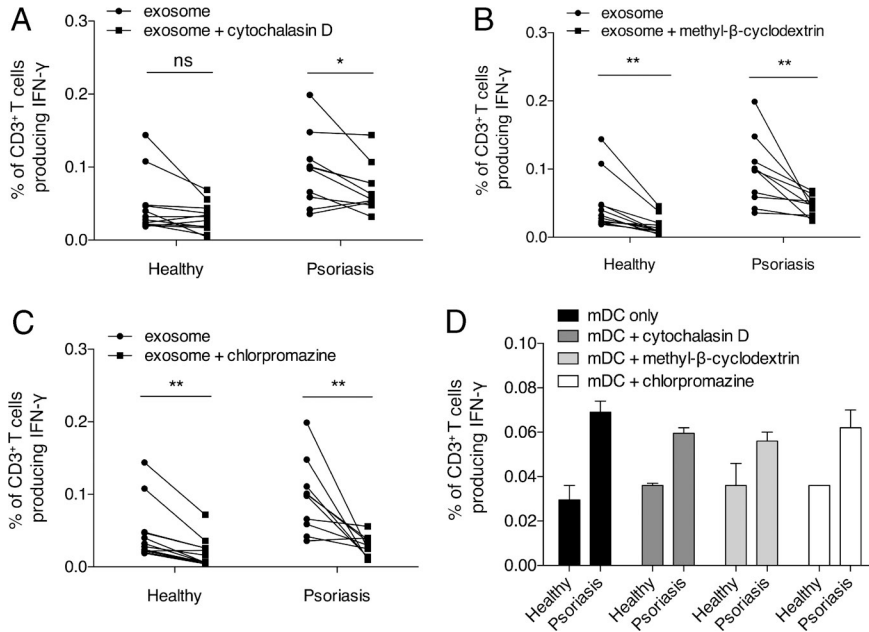 A
exosome
exosome + cytochalasin D
% of CD3⁺ T cells
producing IFN-γ
0.3
0.2
0.1
0.0
ns
*
Healthy
Psoriasis
B
exosome
exosome + methyl-β-cyclodextrin
% of CD3⁺ T cells
producing IFN-γ
0.3
0.2
0.1
0.0
**
**
Healthy
Psoriasis
C
exosome
exosome + chlorpromazine
% of CD3⁺ T cells
producing IFN-γ
0.3
0.2
0.1
0.0
**
**
Healthy
Psoriasis
D
mDC only
mDC + cytochalasin D
mDC + methyl-β-cyclodextrin
mDC + chlorpromazine
% of CD3⁺ T cells
producing IFN-γ
0.10
0.08
0.06
0.04
0.02
0.00
Healthy
Psoriasis
Healthy
Psoriasis
Healthy
Psoriasis
Healthy
Psoriasis